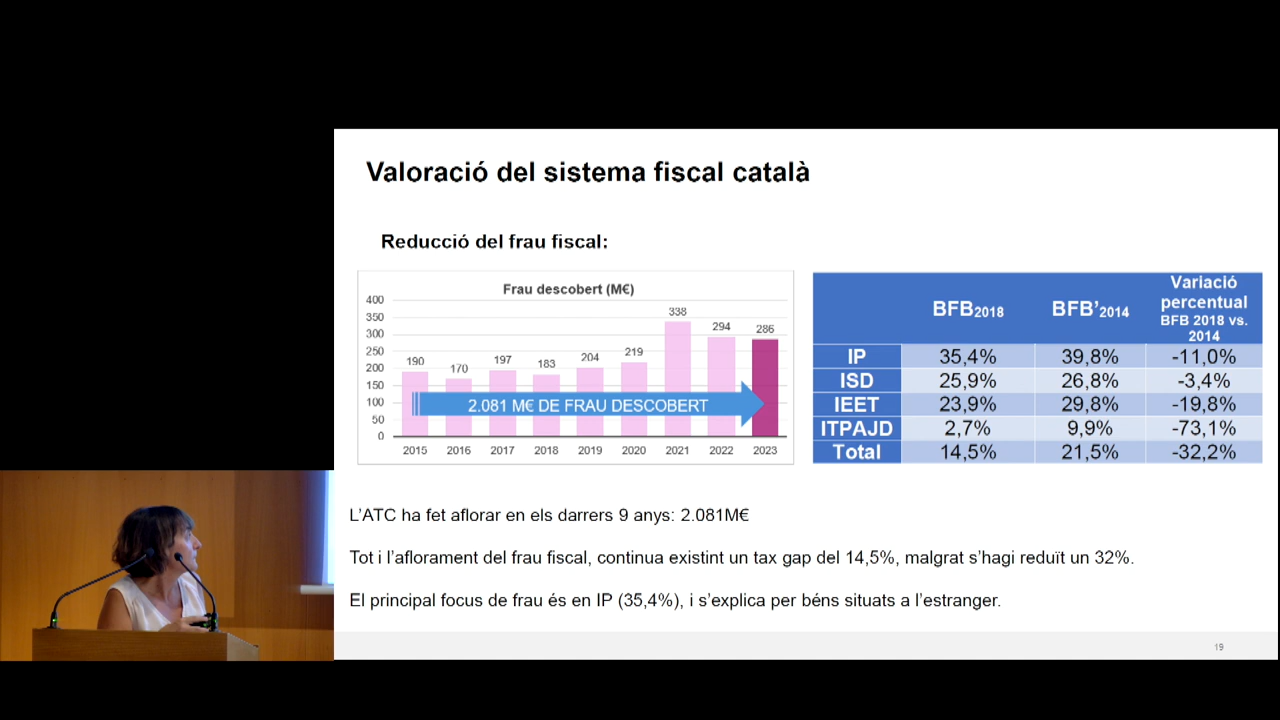 Valoració del sistema fiscal català
Reducció del frau fiscal:
Frau descobert (M€)
400
350
300
250
200
150
100
50
0
190
170
197
183
204
219
338
294
286
2.081 M€ DE FRAU DESCOBERT
2015 2016 2017 2018 2019 2020 2021 2022 2023
BFB2018 BFB’2014 Variació percentual BFB 2018 vs. 2014
IP 35,4% 39,8% -11,0%
ISD 25,9% 26,8% -3,4%
IEET 23,9% 29,8% -19,8%
ITPAJD 2,7% 9,9% -73,1%
Total 14,5% 21,5% -32,2%
L’ATC ha fet aflorar en els darrers 9 anys: 2.081M€
Tot i l’aflorament del frau fiscal, continua existint un tax gap del 14,5%, malgrat s’hagi reduït un 32%.
El principal focus de frau és en IP (35,4%), i s’explica per béns situats a l’estranger.
19